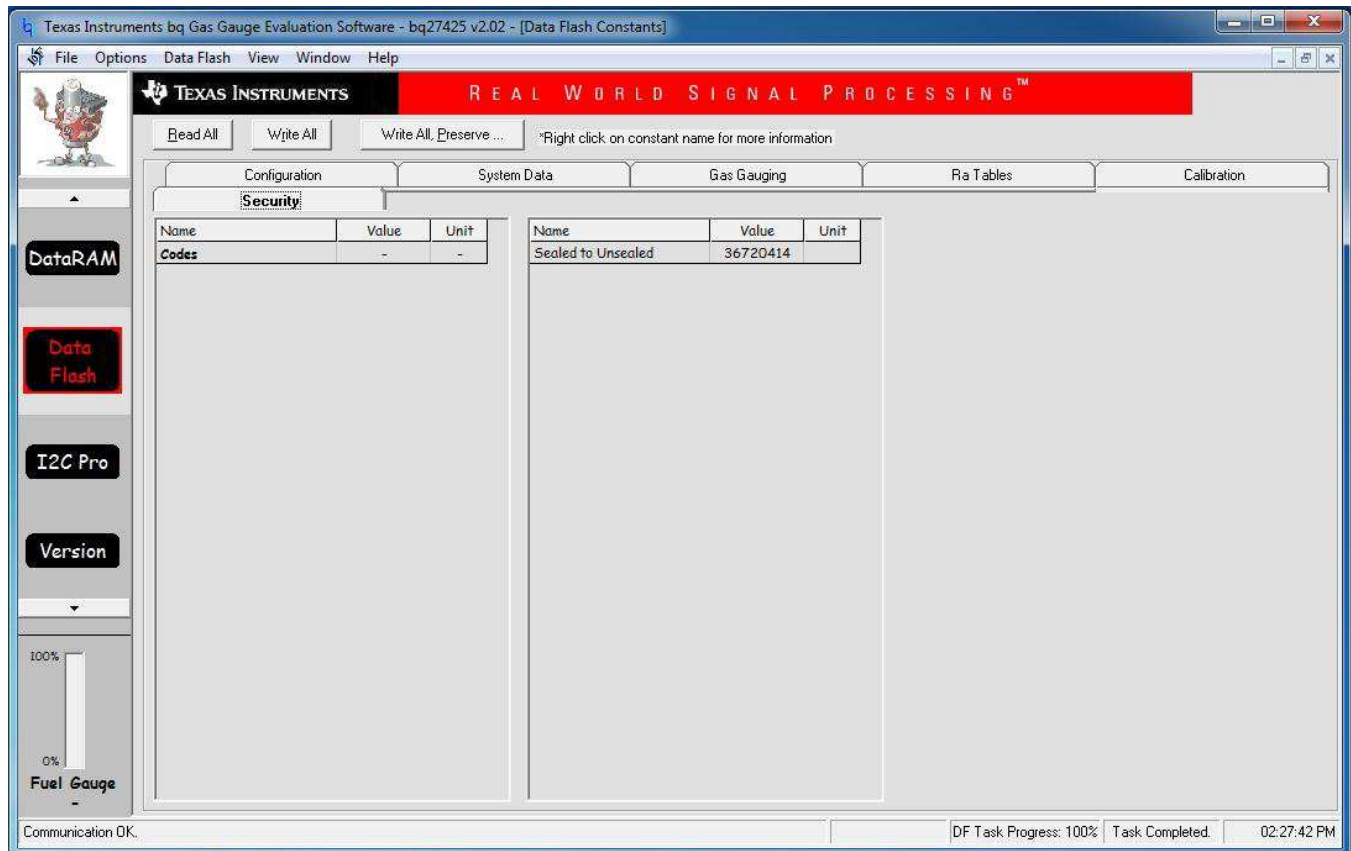 Texas Instruments bq Gas Gauge Evaluation Software - bq27425 v2.02 - [Data Flash Constants]
File Options Data Flash View Window Help
TEXAS INSTRUMENTS REAL WORLD SIGNAL PROCESSING™
Read All Write All Write All, Preserve ... *Right click on constant name for more information
Configuration System Data Gas Gauging Ra Tables Calibration
Security
Name Value Unit Name Value Unit
Codes - - Sealed to Unsealed 36720414
DataRAM
Data
Flash
I2C Pro
Version
100%
0%
Fuel Gauge
-
Communication OK. DF Task Progress: 100% Task Completed. 02:27:42 PM